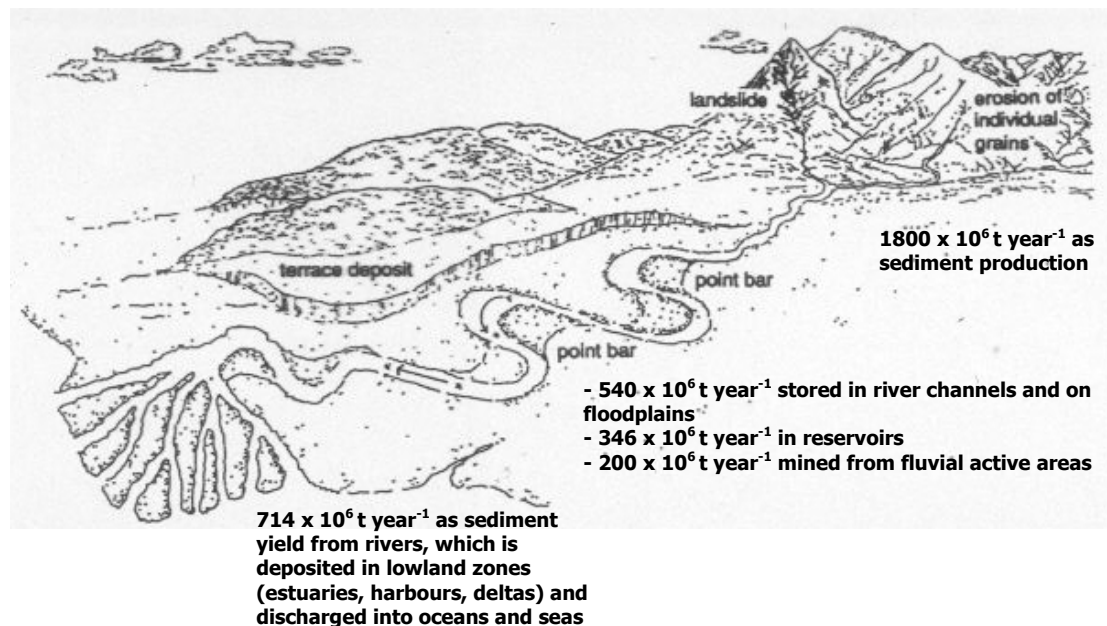 landslide
erosion of
individual
grains
1800 x 10⁶ t year⁻¹ as
sediment production
terrace deposit
point bar
point bar
- 540 x 10⁶ t year⁻¹ stored in river channels and on
floodplains
- 346 x 10⁶ t year⁻¹ in reservoirs
- 200 x 10⁶ t year⁻¹ mined from fluvial active areas
714 x 10⁶ t year⁻¹ as sediment
yield from rivers, which is
deposited in lowland zones
(estuaries, harbours, deltas) and
discharged into oceans and seas